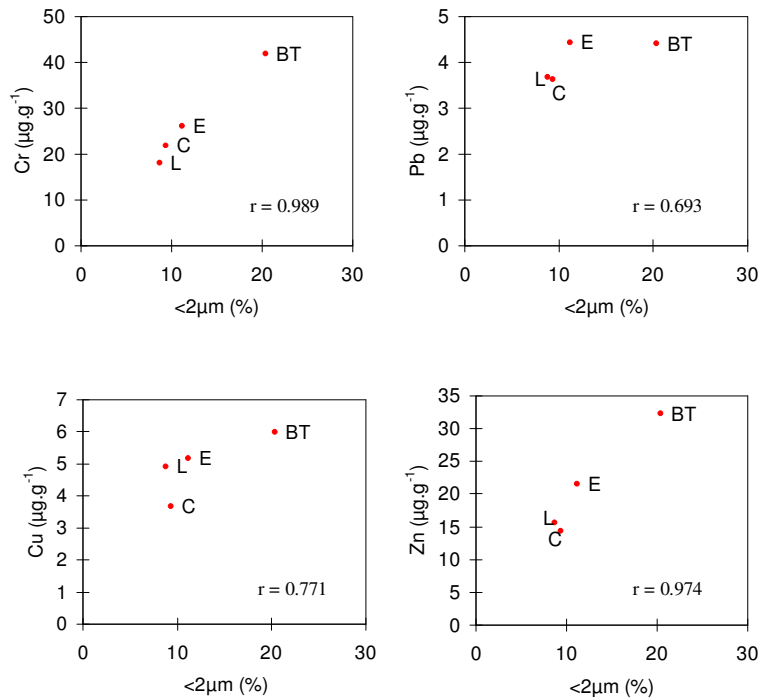 50
40
30
20
10
0
Cr (µg.g⁻¹)
BT
E
C
L
r = 0.989
0 10 20 30
<2µm (%)
5
4
3
2
1
0
Pb (µg.g⁻¹)
E
BT
L
C
r = 0.693
0 10 20 30
<2µm (%)
7
6
5
4
3
2
1
0
Cu (µg.g⁻¹)
BT
E
L
C
r = 0.771
0 10 20 30
<2µm (%)
35
30
25
20
15
10
5
0
Zn (µg.g⁻¹)
BT
E
L
C
r = 0.974
0 10 20 30
<2µm (%)